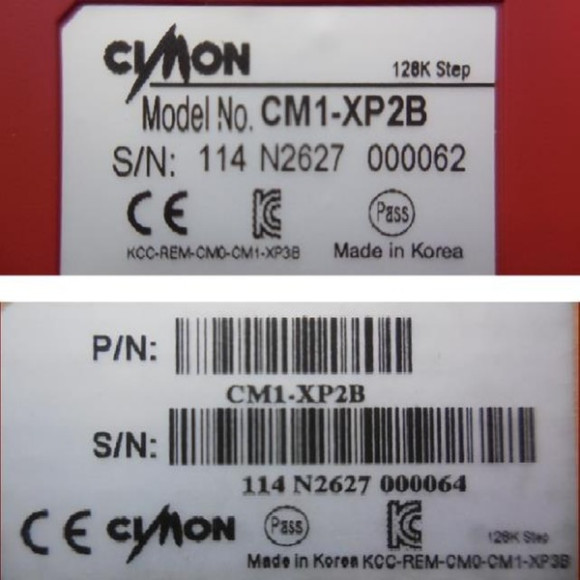 CIMON
128K Step
Model No. CM1-XP2B
S/N: 114 N2627 000062
CE KC Pass
KCC-REM-CM0-CM1-XP3B Made in Korea
P/N:
CM1-XP2B
S/N:
114 N2627 000064
CE CIMON Pass KC 128K Step
Made in Korea KCC-REM-CM0-CM1-XP3B